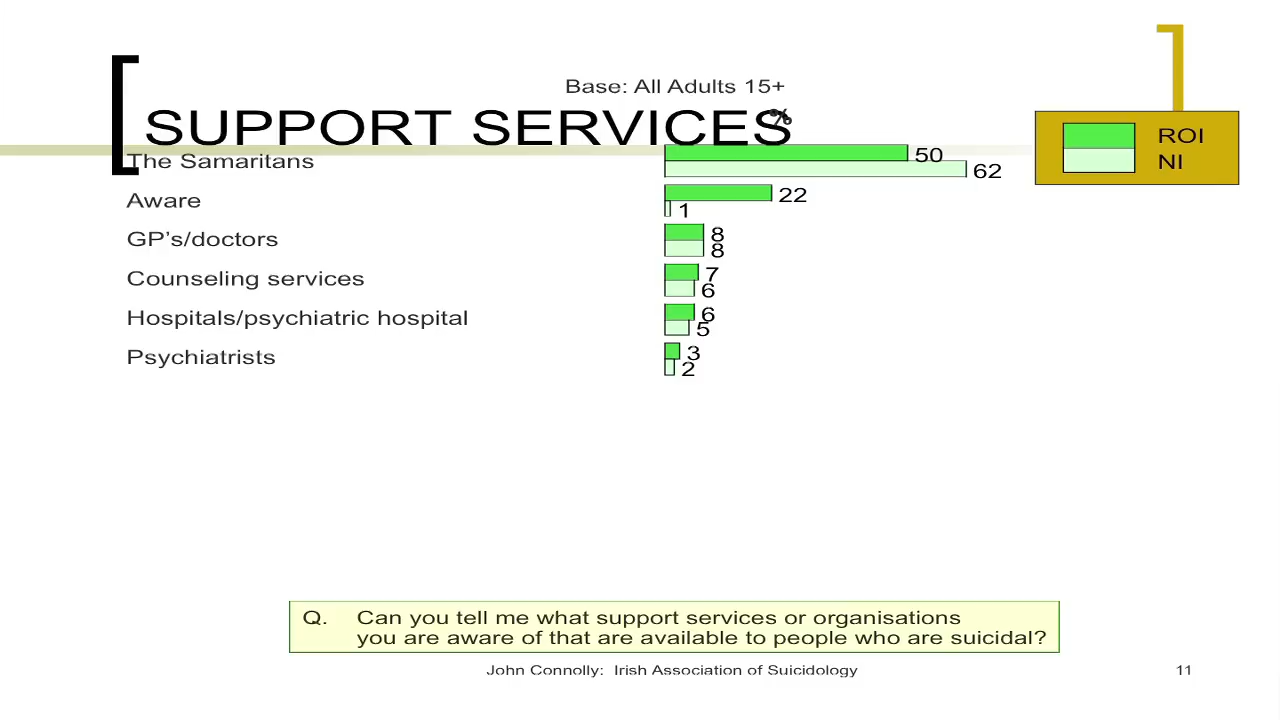 Base: All Adults 15+
SUPPORT SERVICES
%
ROI
NI
The Samaritans
50
62
Aware
22
1
GP’s/doctors
8
8
Counseling services
7
6
Hospitals/psychiatric hospital
6
5
Psychiatrists
3
2
Q. Can you tell me what support services or organisations
you are aware of that are available to people who are suicidal?
John Connolly: Irish Association of Suicidology
11